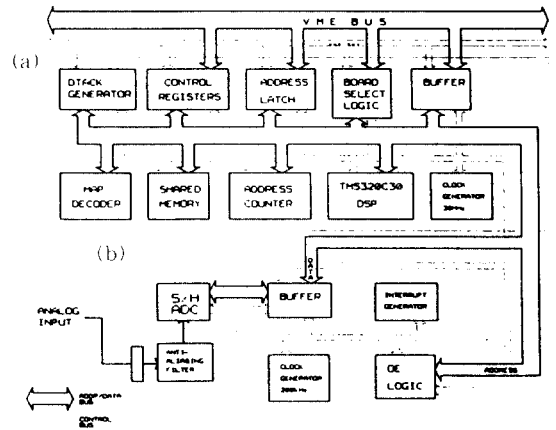 VME BUS
(a)
DTACK
GENERATOR
CONTROL
REGISTERS
ADDRESS
LATCH
BOARD
SELECT
LOGIC
BUFFER
MAP
DECODER
SHARED
MEMORY
ADDRESS
COUNTER
TMS320C30
DSP
CLOCK
GENERATOR
(b)
DATA
S/H
ADC
BUFFER
INTERRUPT
GENERATOR
ANALOG
INPUT
ANTI-
ALIASING
FILTER
CLOCK
GENERATOR
OE
LOGIC
ADDRESS
ADDR/DATA
BUS
CONTROL
BUS